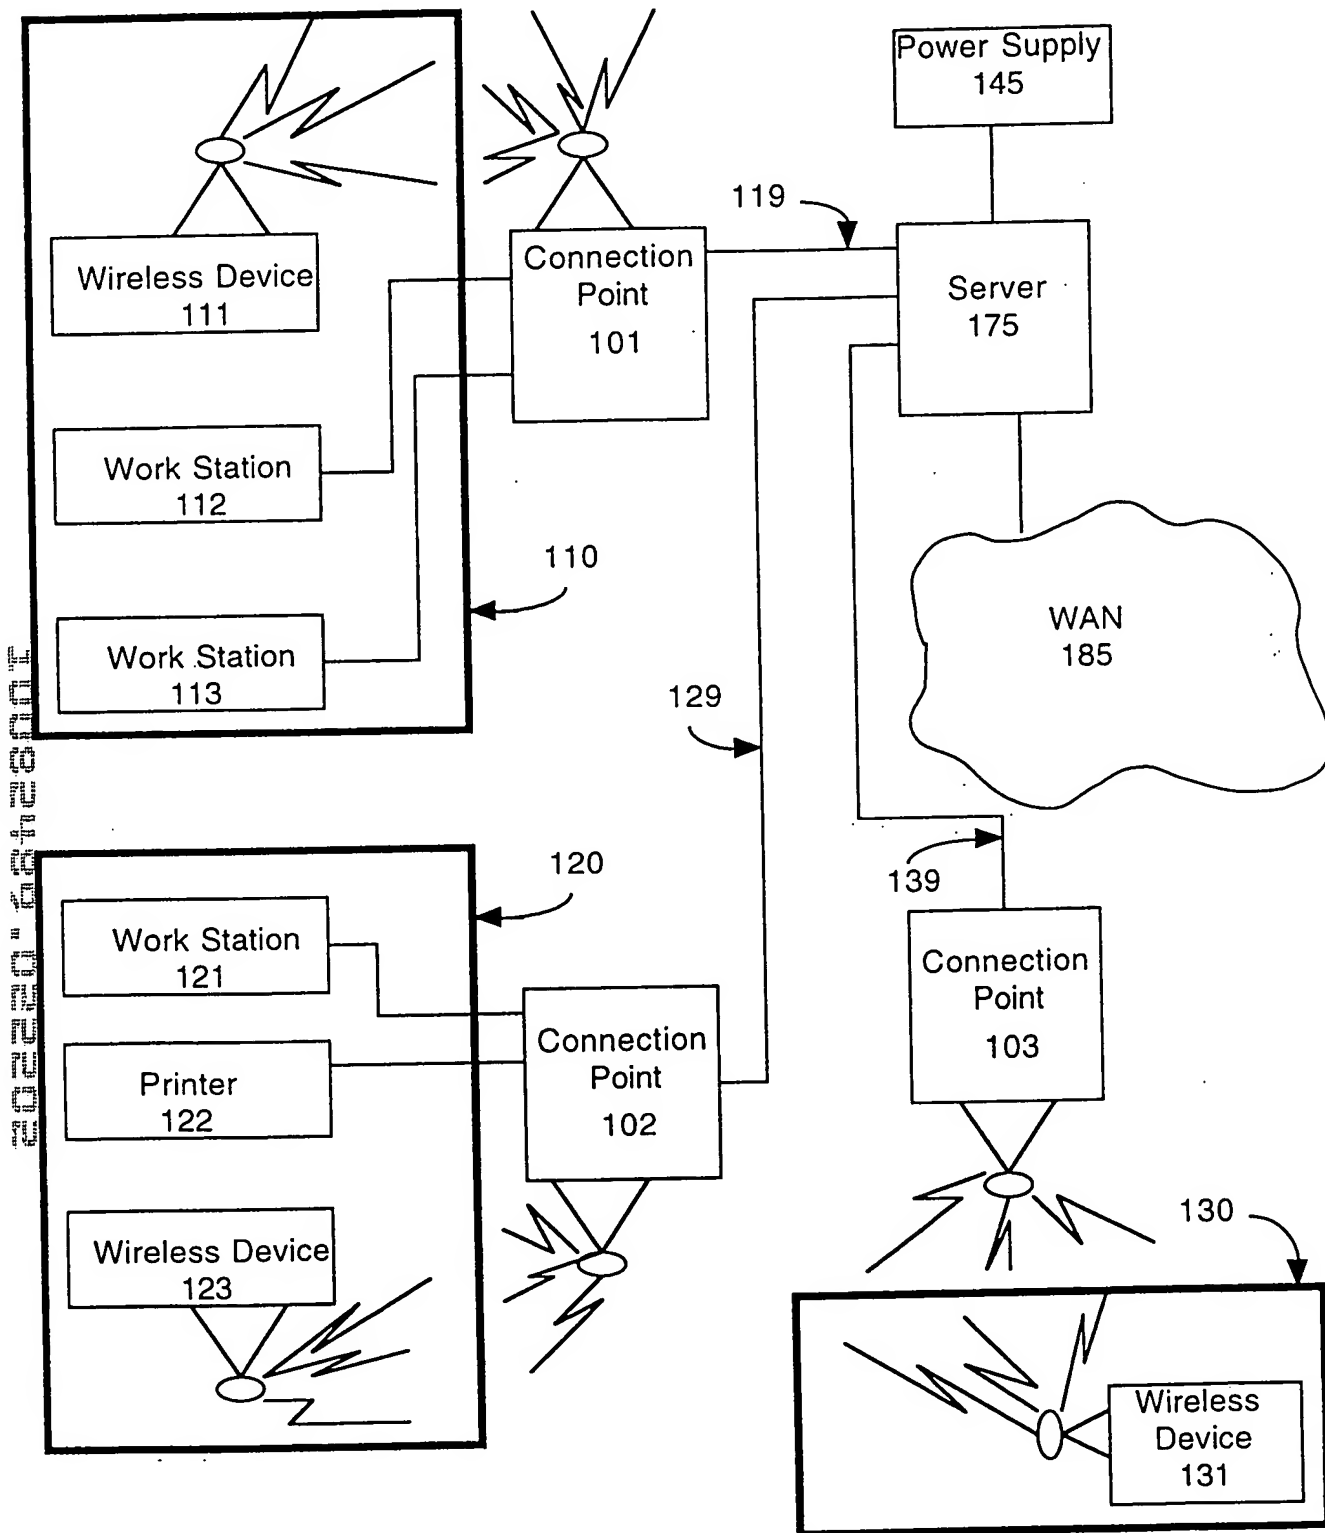 Power Supply
145
119
Wireless Device
111
Connection
Point
101
Server
175
Work Station
112
110
WAN
185
Work Station
113
129
120
139
Work Station
121
Connection
Point
103
Connection
Point
102
Printer
122
130
Wireless Device
123
Wireless
Device
131